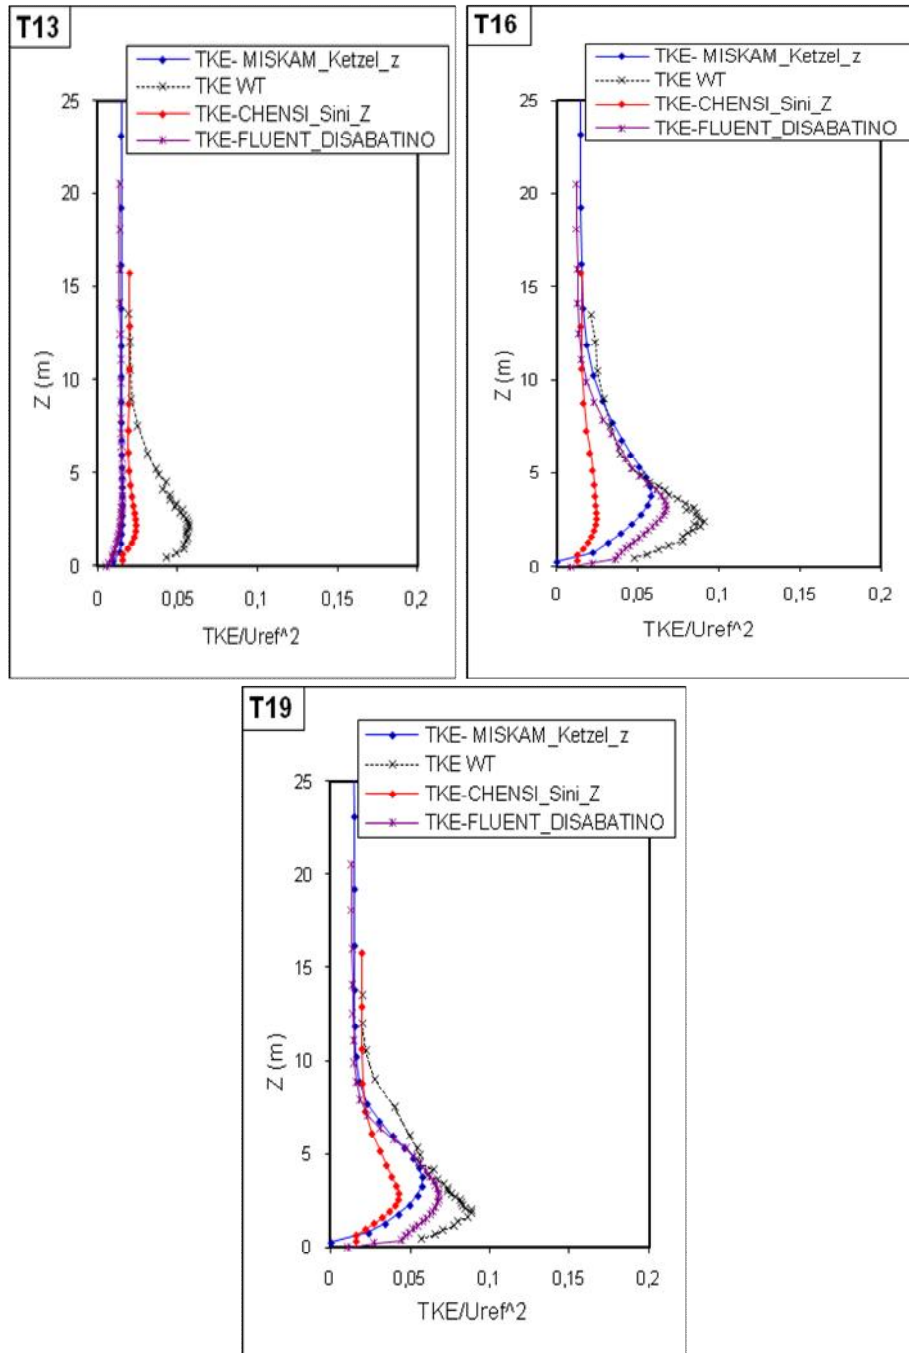 T13
TKE- MISKAM_Ketzel_z
TKE WT
TKE-CHENSI_Sini_Z
TKE-FLUENT_DISABATINO
25
20
15
10
5
0
Z (m)
0 0,05 0,1 0,15 0,2
TKE/Uref^2
T16
TKE- MISKAM_Ketzel_z
TKE WT
TKE-CHENSI_Sini_Z
TKE-FLUENT_DISABATINO
25
20
15
10
5
0
Z (m)
0 0,05 0,1 0,15 0,2
TKE/Uref^2
T19
TKE- MISKAM_Ketzel_z
TKE WT
TKE-CHENSI_Sini_Z
TKE-FLUENT_DISABATINO
25
20
15
10
5
0
Z (m)
0 0,05 0,1 0,15 0,2
TKE/Uref^2